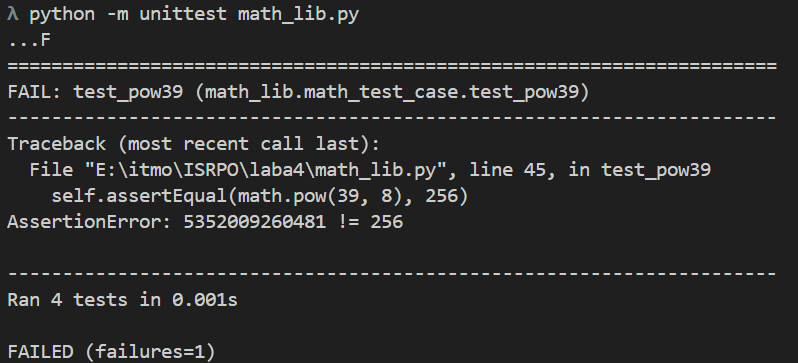 λ python -m unittest math_lib.py
...F
======================================================================
FAIL: test_pow39 (math_lib.math_test_case.test_pow39)
----------------------------------------------------------------------
Traceback (most recent call last):
  File "E:\itmo\ISRPO\laba4\math_lib.py", line 45, in test_pow39
    self.assertEqual(math.pow(39, 8), 256)
AssertionError: 5352009260481 != 256

----------------------------------------------------------------------
Ran 4 tests in 0.001s

FAILED (failures=1)